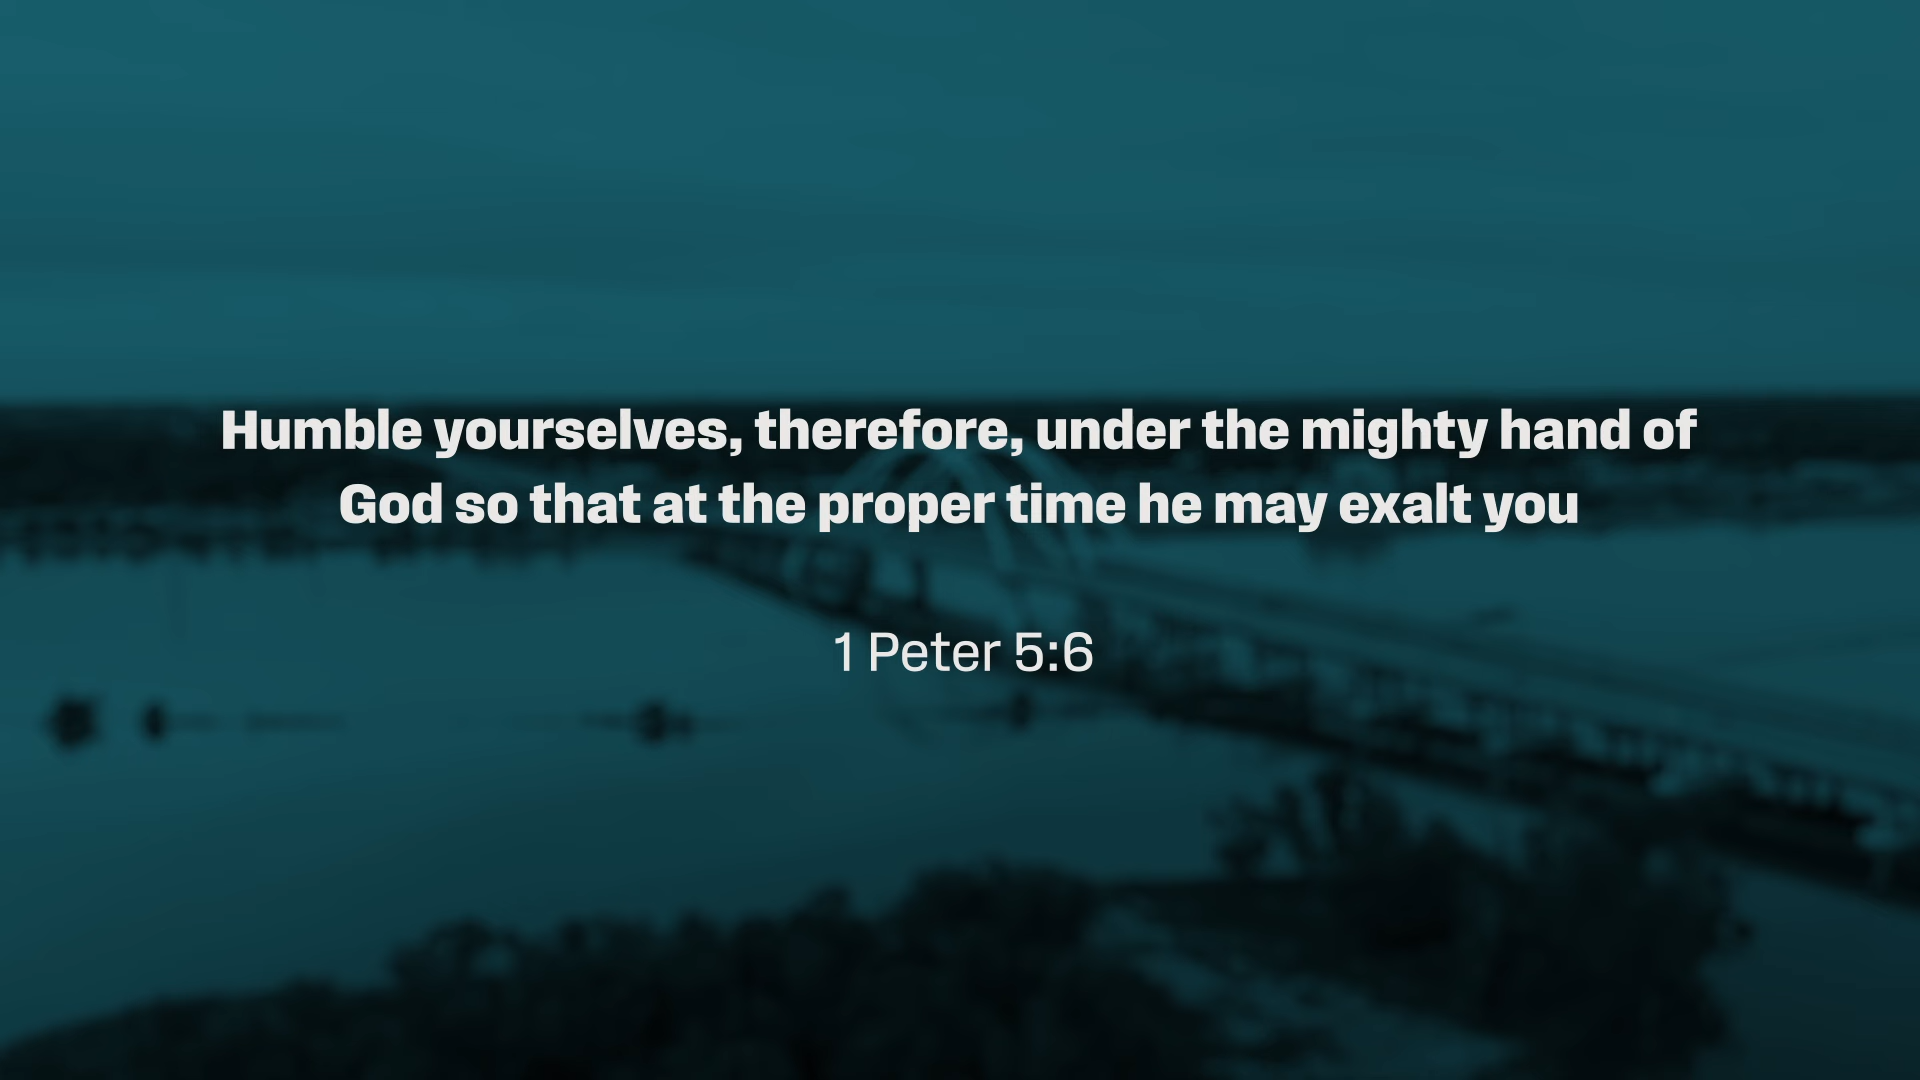 Humble yourselves, therefore, under the mighty hand of
God so that at the proper time he may exalt you
1 Peter 5:6